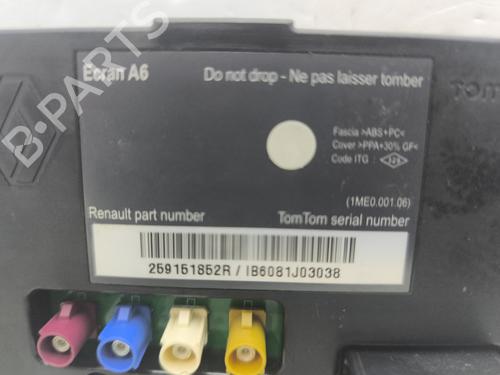 Ecran A6
Do not drop - Ne pas laisser tomber
TOM
Fascia >ABS+PC<
Cover >PPA+30% GF<
Code ITG :
(1ME0.001.06)
Renault part number
TomTom serial number
259151852R / IB6081J03038
B-PARTS